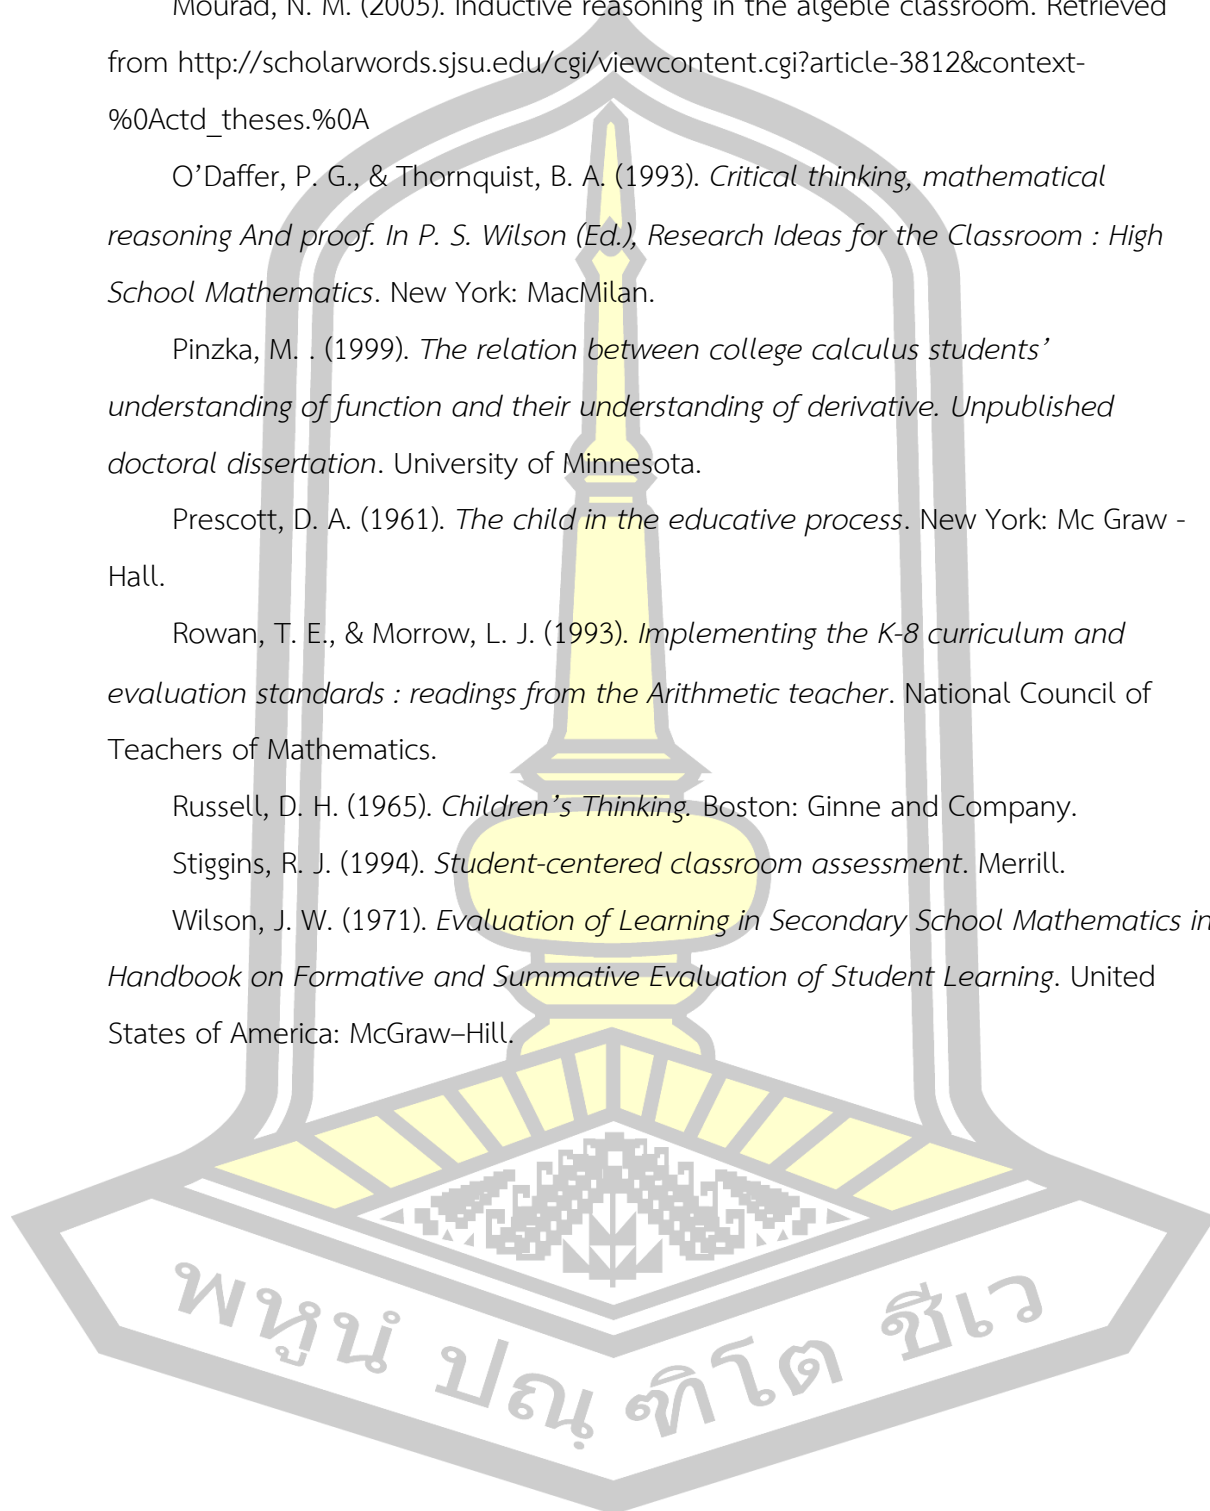 Mourad, N. M. (2005). Inductive reasoning in the algeble classroom. Retrieved
from http://scholarwords.sjsu.edu/cgi/viewcontent.cgi?article-3812&context-
%0Actd_theses.%0A
O’Daffer, P. G., & Thornquist, B. A. (1993). Critical thinking, mathematical
reasoning And proof. In P. S. Wilson (Ed.), Research Ideas for the Classroom : High
School Mathematics. New York: MacMilan.
Pinzka, M. . (1999). The relation between college calculus students’
understanding of function and their understanding of derivative. Unpublished
doctoral dissertation. University of Minnesota.
Prescott, D. A. (1961). The child in the educative process. New York: Mc Graw -
Hall.
Rowan, T. E., & Morrow, L. J. (1993). Implementing the K-8 curriculum and
evaluation standards : readings from the Arithmetic teacher. National Council of
Teachers of Mathematics.
Russell, D. H. (1965). Children’s Thinking. Boston: Ginne and Company.
Stiggins, R. J. (1994). Student-centered classroom assessment. Merrill.
Wilson, J. W. (1971). Evaluation of Learning in Secondary School Mathematics in
Handbook on Formative and Summative Evaluation of Student Learning. United
States of America: McGraw–Hill.
พหูนํ ปณฺ ฑิโต ชีเว